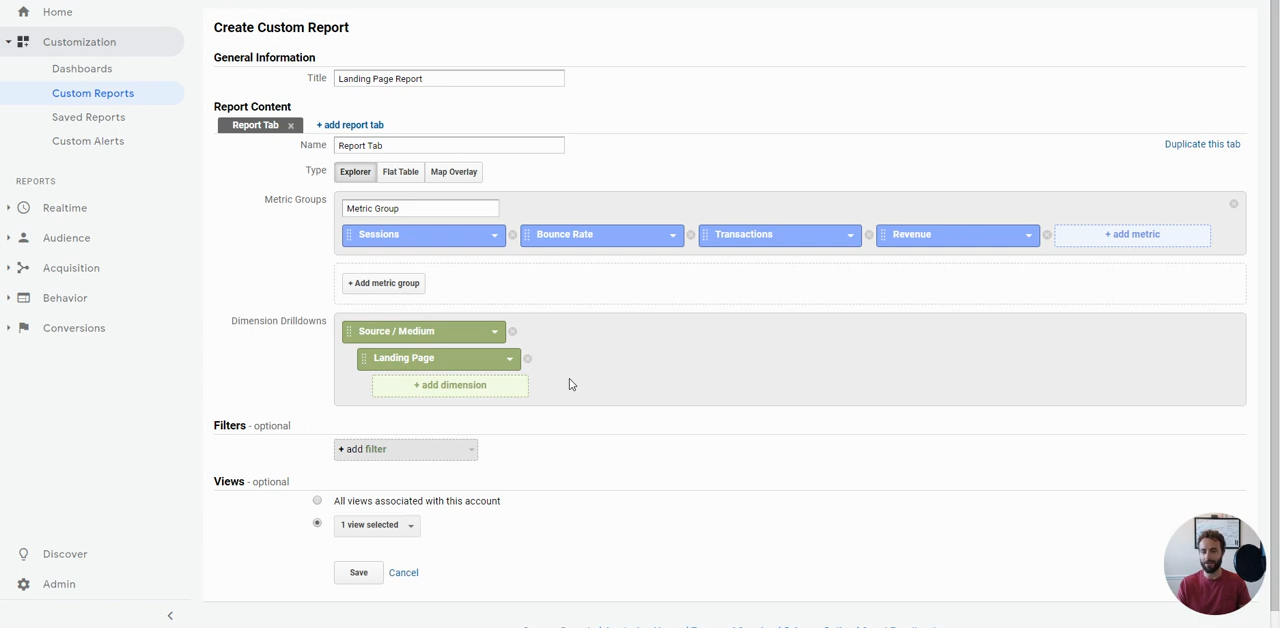 Home
Customization
Dashboards
Custom Reports
Saved Reports
Custom Alerts
REPORTS
Realtime
Audience
Acquisition
Behavior
Conversions
Discover
Admin
Create Custom Report
General Information
Title Landing Page Report
Report Content
Report Tab x + add report tab
Name Report Tab Duplicate this tab
Type Explorer Flat Table Map Overlay
Metric Groups
Metric Group
Sessions Bounce Rate Transactions Revenue + add metric
+ Add metric group
Dimension Drilldowns
Source / Medium
Landing Page
+ add dimension
Filters - optional
+ add filter
Views - optional
All views associated with this account
1 view selected
Save Cancel